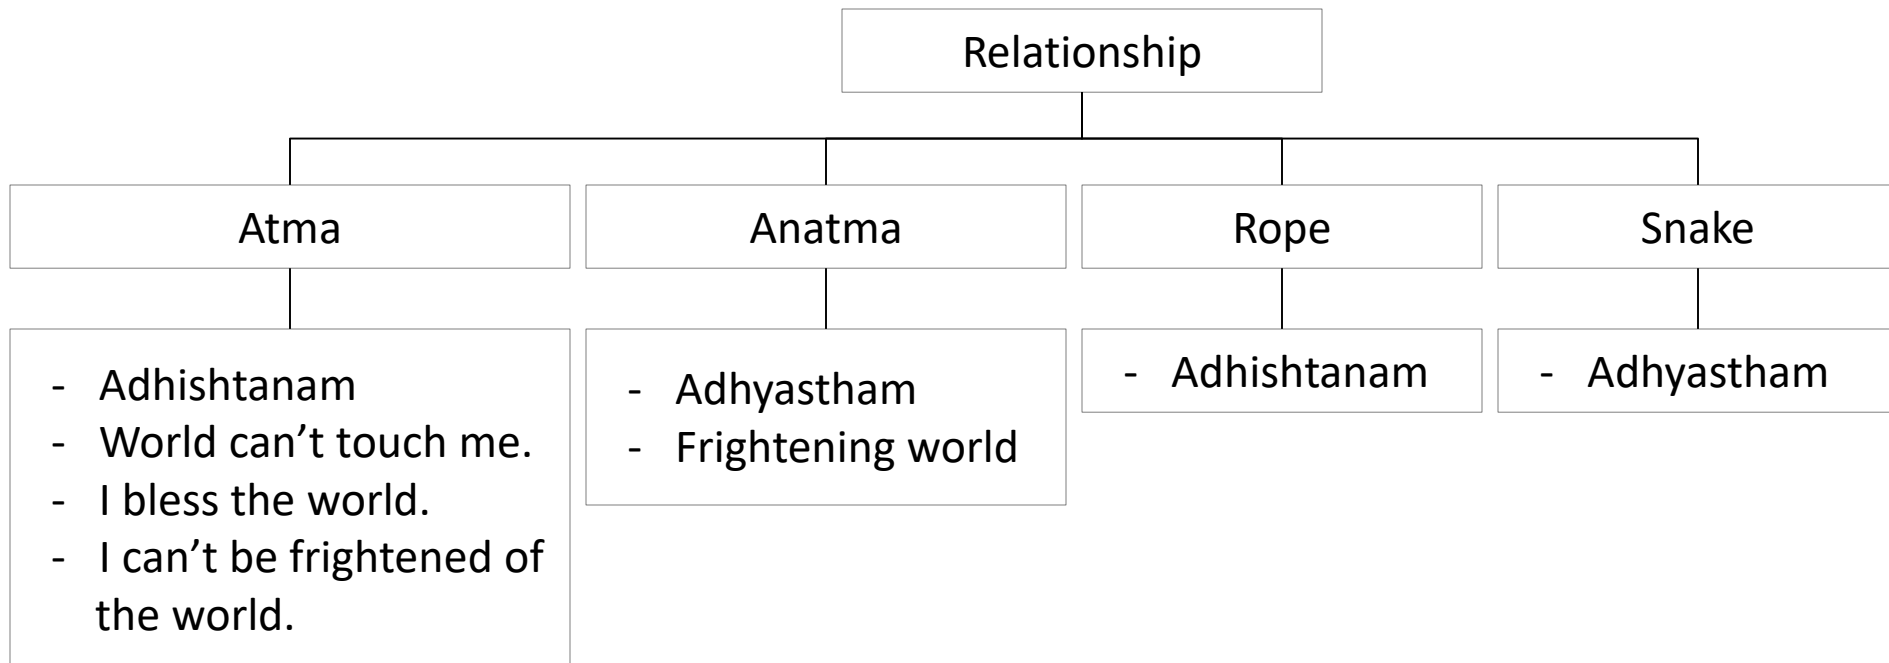 Relationship
Atma
Anatma
Rope
Snake
- Adhishtanam
- World can’t touch me.
- I bless the world.
- I can’t be frightened of
the world.
- Adhyastham
- Frightening world
- Adhishtanam
- Adhyastham